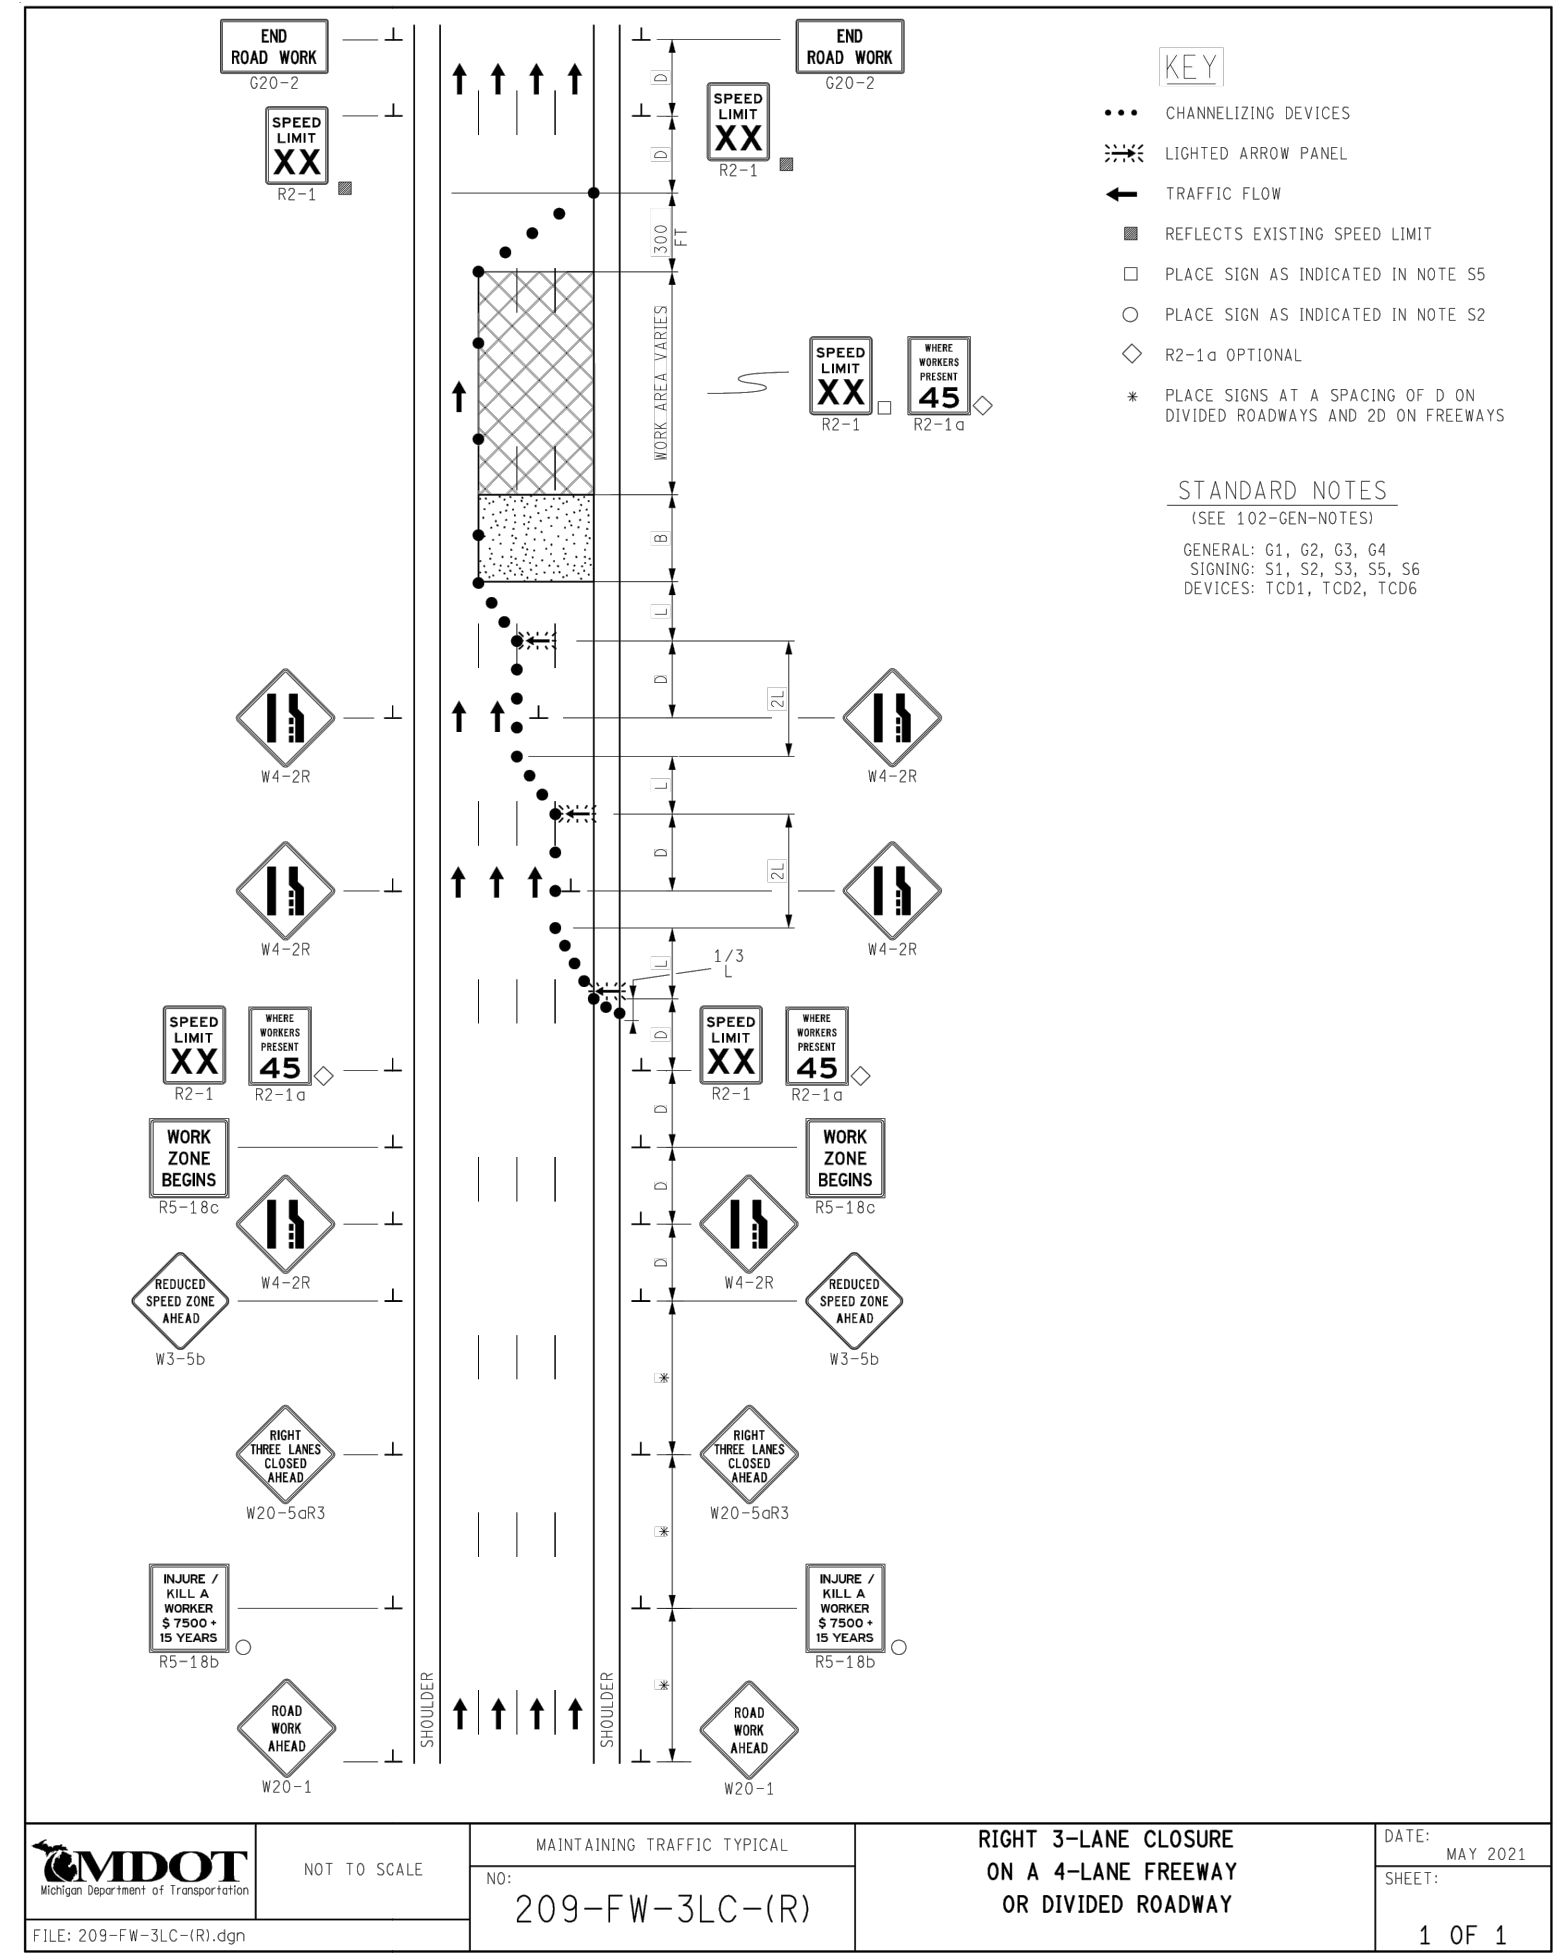 END
ROAD WORK
G20-2
END
ROAD WORK
G20-2
D
SPEED
LIMIT
XX
R2-1
SPEED
LIMIT
XX
R2-1
D
300
FT
WORK AREA VARIES
SPEED
LIMIT
XX
R2-1
WHERE
WORKERS
PRESENT
45
R2-1a
B
L
D
2L
W4-2R
W4-2R
L
D
2L
W4-2R
W4-2R
L
1/3
L
D
SPEED
LIMIT
XX
R2-1
WHERE
WORKERS
PRESENT
45
R2-1a
SPEED
LIMIT
XX
R2-1
WHERE
WORKERS
PRESENT
45
R2-1a
D
WORK
ZONE
BEGINS
R5-18c
WORK
ZONE
BEGINS
R5-18c
D
W4-2R
W4-2R
D
REDUCED
SPEED ZONE
AHEAD
W3-5b
REDUCED
SPEED ZONE
AHEAD
W3-5b
*
RIGHT
THREE LANES
CLOSED
AHEAD
W20-5aR3
RIGHT
THREE LANES
CLOSED
AHEAD
W20-5aR3
*
INJURE /
KILL A
WORKER
$ 7500 +
15 YEARS
R5-18b
INJURE /
KILL A
WORKER
$ 7500 +
15 YEARS
R5-18b
*
ROAD
WORK
AHEAD
W20-1
SHOULDER
SHOULDER
ROAD
WORK
AHEAD
W20-1
KEY
CHANNELIZING DEVICES
LIGHTED ARROW PANEL
TRAFFIC FLOW
REFLECTS EXISTING SPEED LIMIT
PLACE SIGN AS INDICATED IN NOTE S5
PLACE SIGN AS INDICATED IN NOTE S2
R2-1a OPTIONAL
* PLACE SIGNS AT A SPACING OF D ON
DIVIDED ROADWAYS AND 2D ON FREEWAYS
STANDARD NOTES
(SEE 102-GEN-NOTES)
GENERAL: G1, G2, G3, G4
SIGNING: S1, S2, S3, S5, S6
DEVICES: TCD1, TCD2, TCD6
MDOT
Michigan Department of Transportation
FILE: 209-FW-3LC-(R).dgn
NOT TO SCALE
MAINTAINING TRAFFIC TYPICAL
NO:
209-FW-3LC-(R)
RIGHT 3-LANE CLOSURE
ON A 4-LANE FREEWAY
OR DIVIDED ROADWAY
DATE:
MAY 2021
SHEET:
1 OF 1